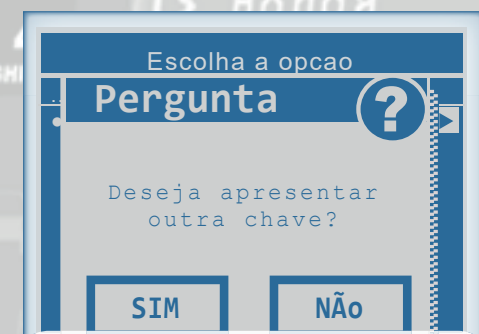 Escolha a opcao
Pergunta
?
Deseja apresentar
outra chave?
SIM
NÃo